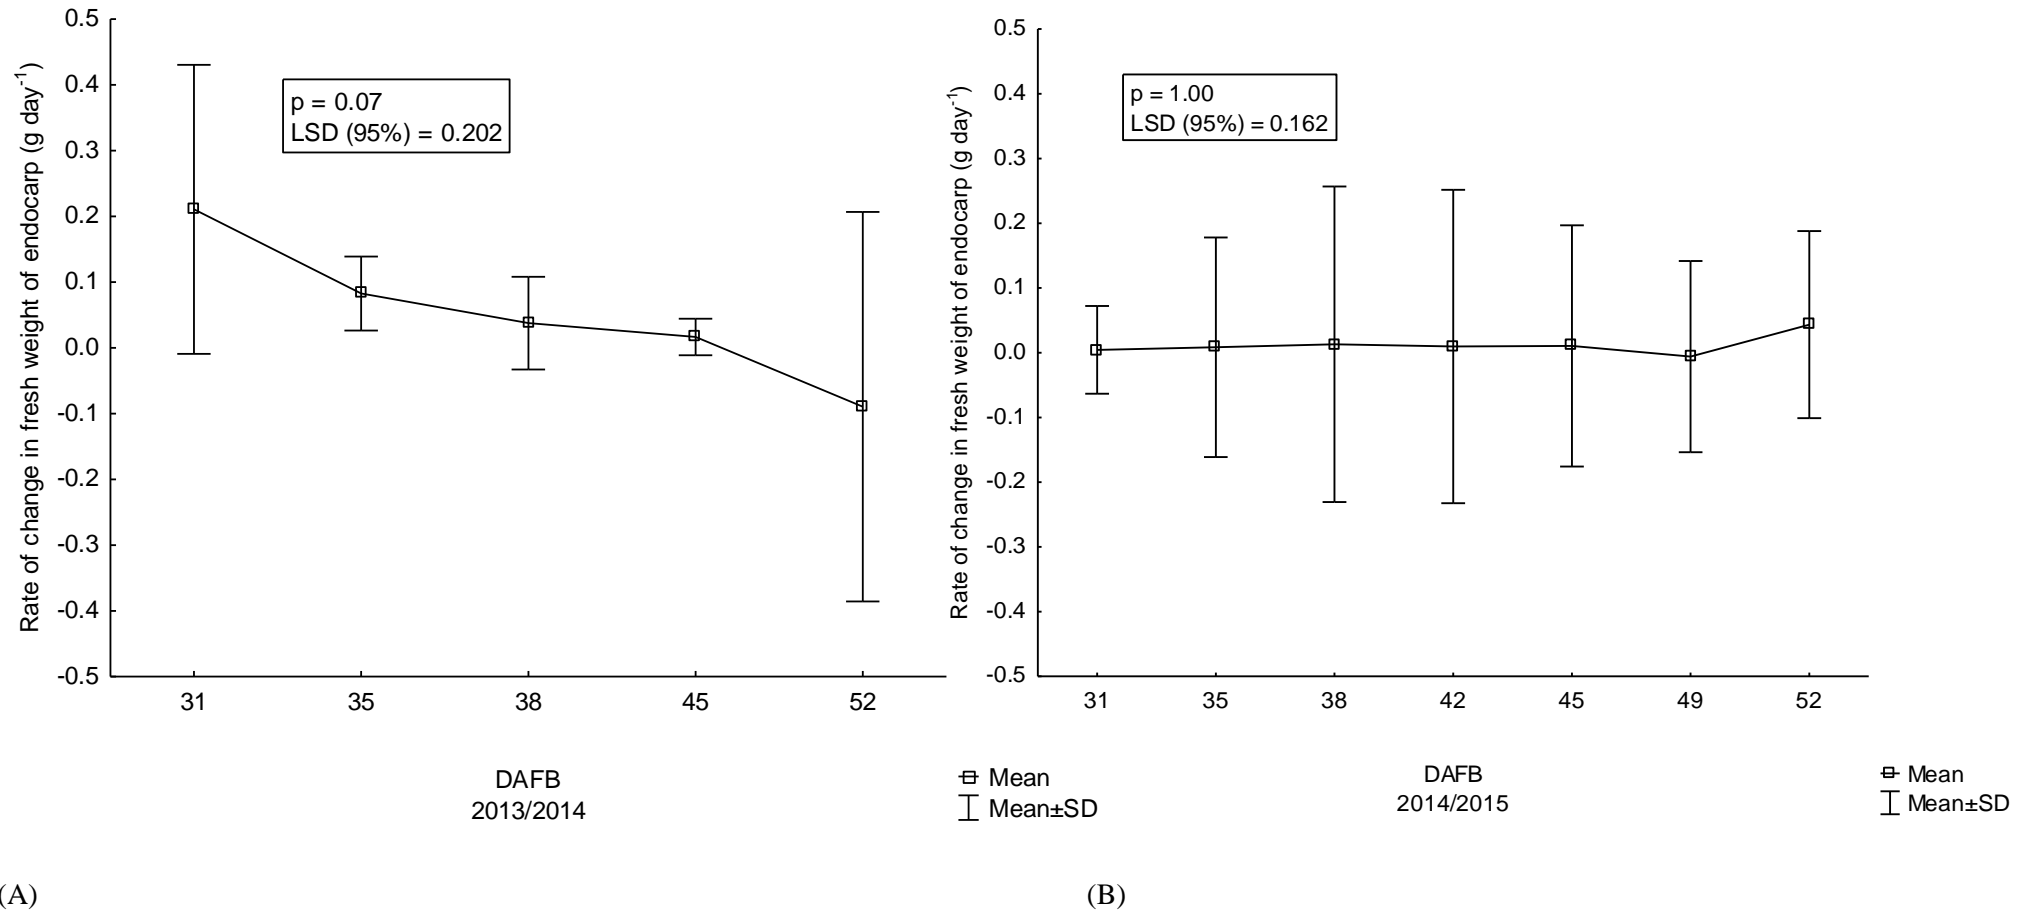 Rate of change in fresh weight of endocarp (g day-1)
0.5
0.4
0.3
0.2
0.1
0.0
-0.1
-0.2
-0.3
-0.4
-0.5
p = 0.07
LSD (95%) = 0.202
31 35 38 45 52
DAFB
2013/2014
Mean
Mean±SD
(A)
Rate of change in fresh weight of endocarp (g day-1)
0.5
0.4
0.3
0.2
0.1
0.0
-0.1
-0.2
-0.3
-0.4
-0.5
p = 1.00
LSD (95%) = 0.162
31 35 38 42 45 49 52
DAFB
2014/2015
Mean
Mean±SD
(B)